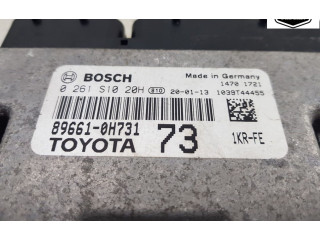 BOSCH
Made in Germany
1470 1721
0 261 S10 20H 810 20-01-13 1039T44455
89661-0H731
TOYOTA
73
1KR-FE